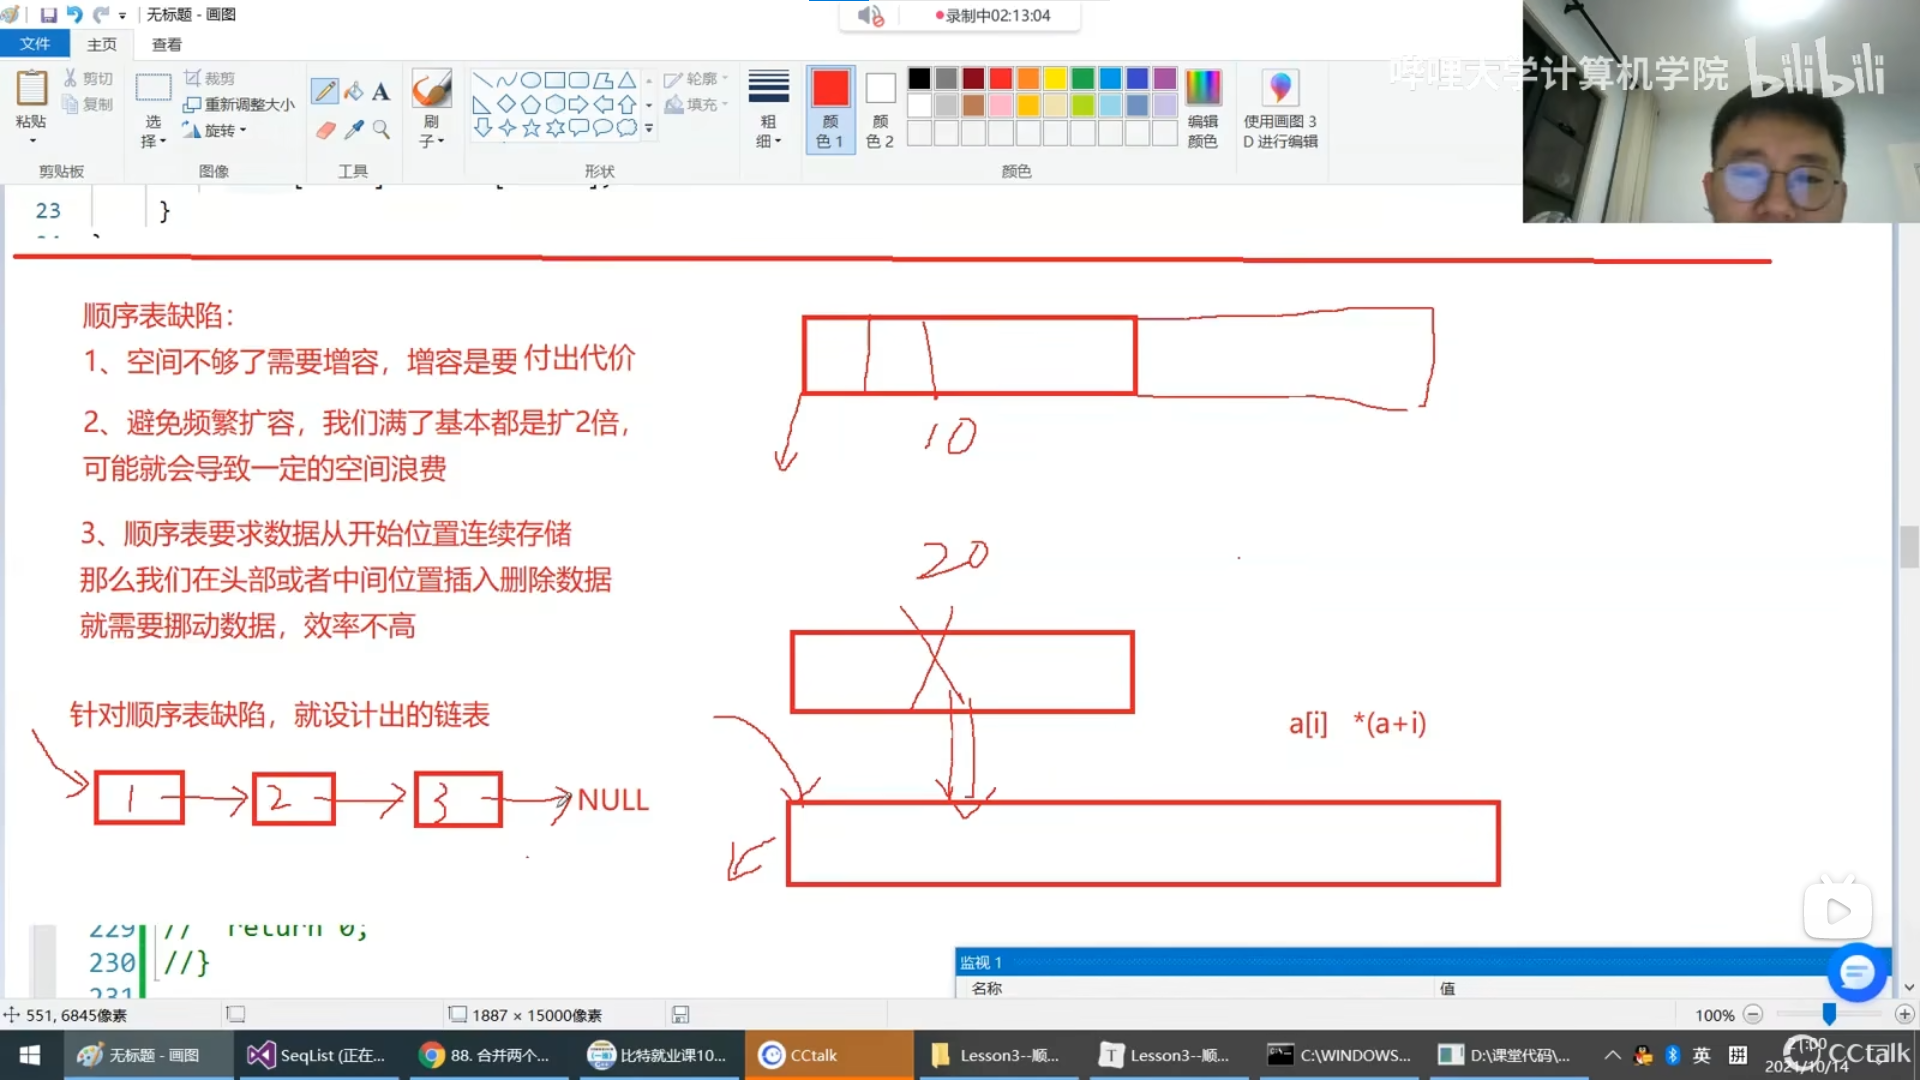 无标题 - 画图
录制中02:13:04
文件 主页 查看
粘贴
剪切
复制
剪贴板
选择
裁剪
重新调整大小
旋转
图像
工具
刷子
形状
轮廓
填充
粗细
颜色 1
颜色 2
颜色
编辑颜色
使用画图 3D 进行编辑
哔哩大学计算机学院 bilibili
23 }
顺序表缺陷：
1、空间不够了需要增容，增容是要 付出代价
2、避免频繁扩容，我们满了基本都是扩2倍，
可能就会导致一定的空间浪费
3、顺序表要求数据从开始位置连续存储
那么我们在头部或者中间位置插入删除数据
就需要挪动数据，效率不高
针对顺序表缺陷，就设计出的链表
1 2 3 NULL
10
20
a[i] *(a+i)
229 // return 0;
230 //}
231
监视 1
名称 值
551, 6845像素 1887 × 15000像素 100%
无标题 - 画图 SeqList (正在... 88. 合并两个... 比特就业课10... CCtalk Lesson3--顺... Lesson3--顺... C:\WINDOWS... D:\课堂代码\... 英 拼
21:00
2021/10/14
CCtalk